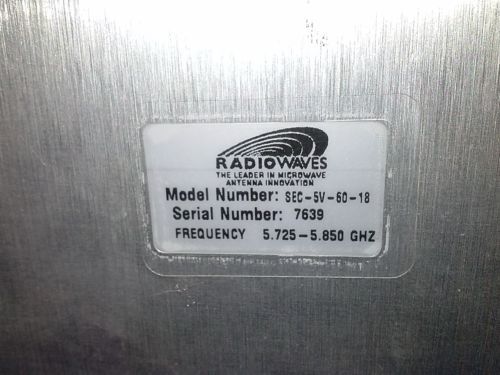 RADIOWAVES
THE LEADER IN MICROWAVE
ANTENNA INNOVATION
Model Number: SEC-5V-60-18
Serial Number: 7639
FREQUENCY 5.725-5.850 GHZ